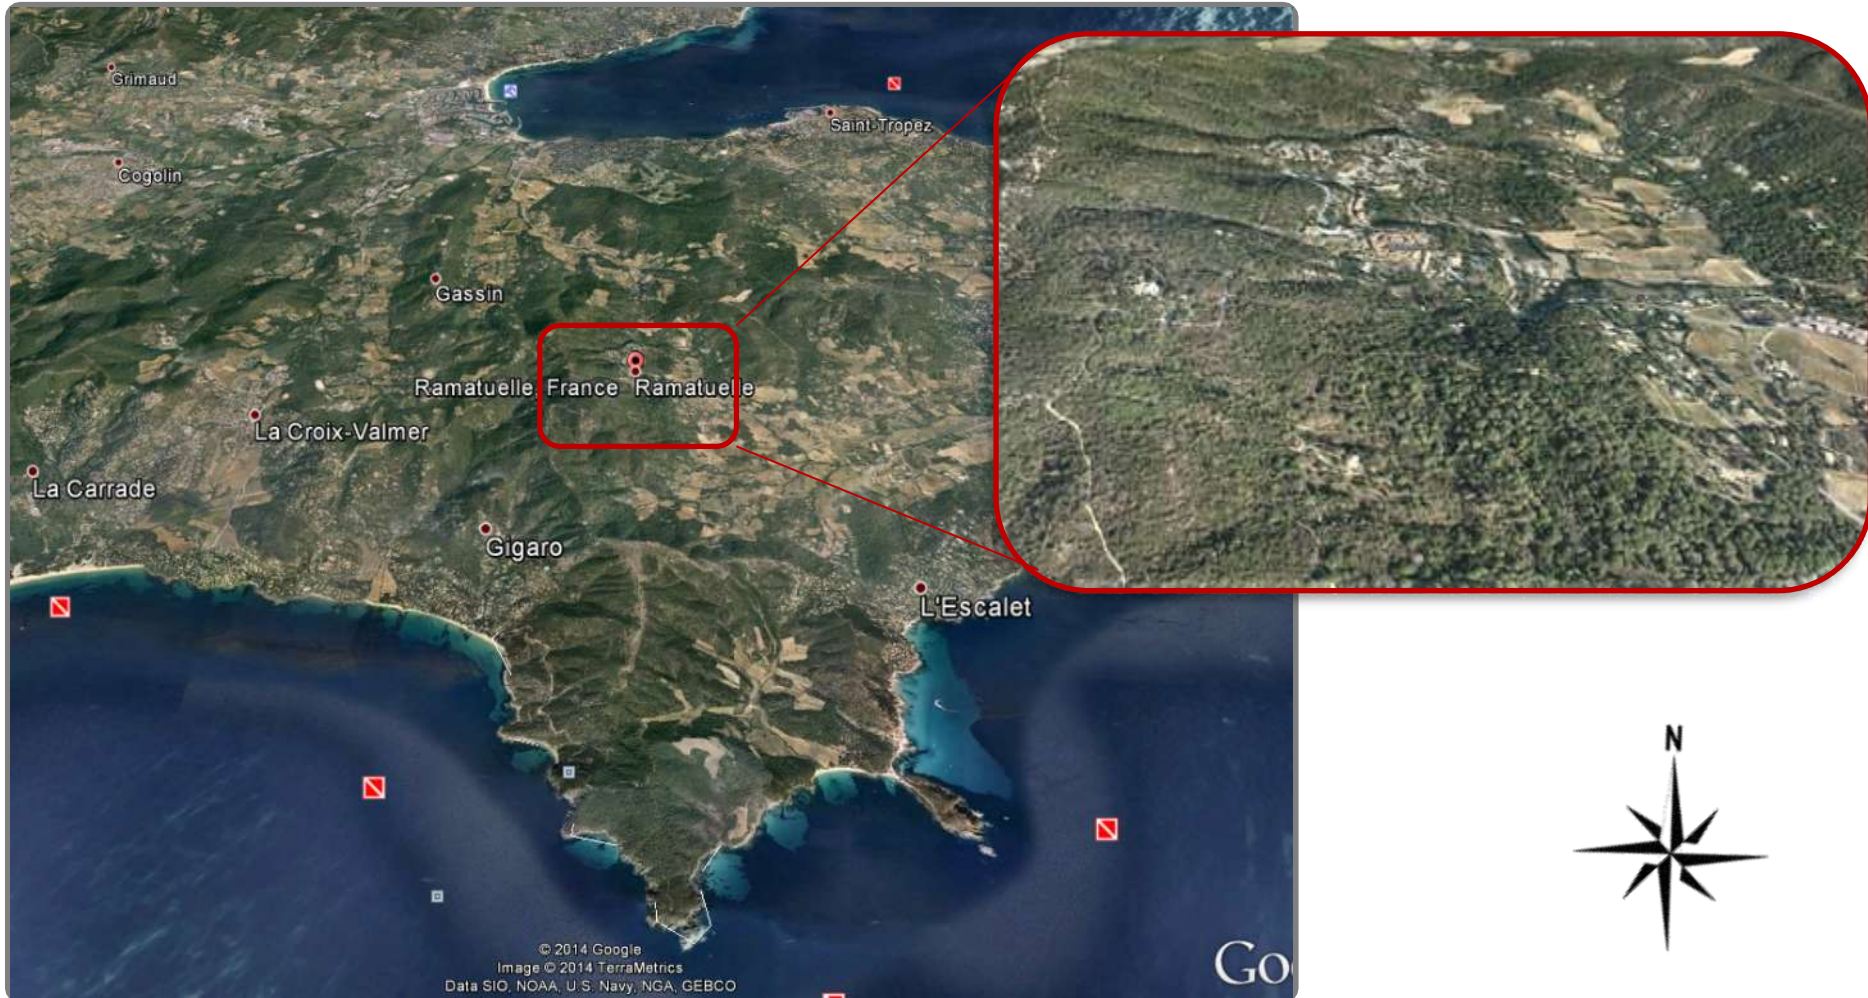 Grimaud
Saint-Tropez
Cogolin
Gassin
Ramatuelle, France Ramatuelle
La Croix-Valmer
La Carrade
Gigaro
L'Escalet
N
© 2014 Google
Image © 2014 TerraMetrics
Data SIO, NOAA, U.S. Navy, NGA, GEBCO
Goo